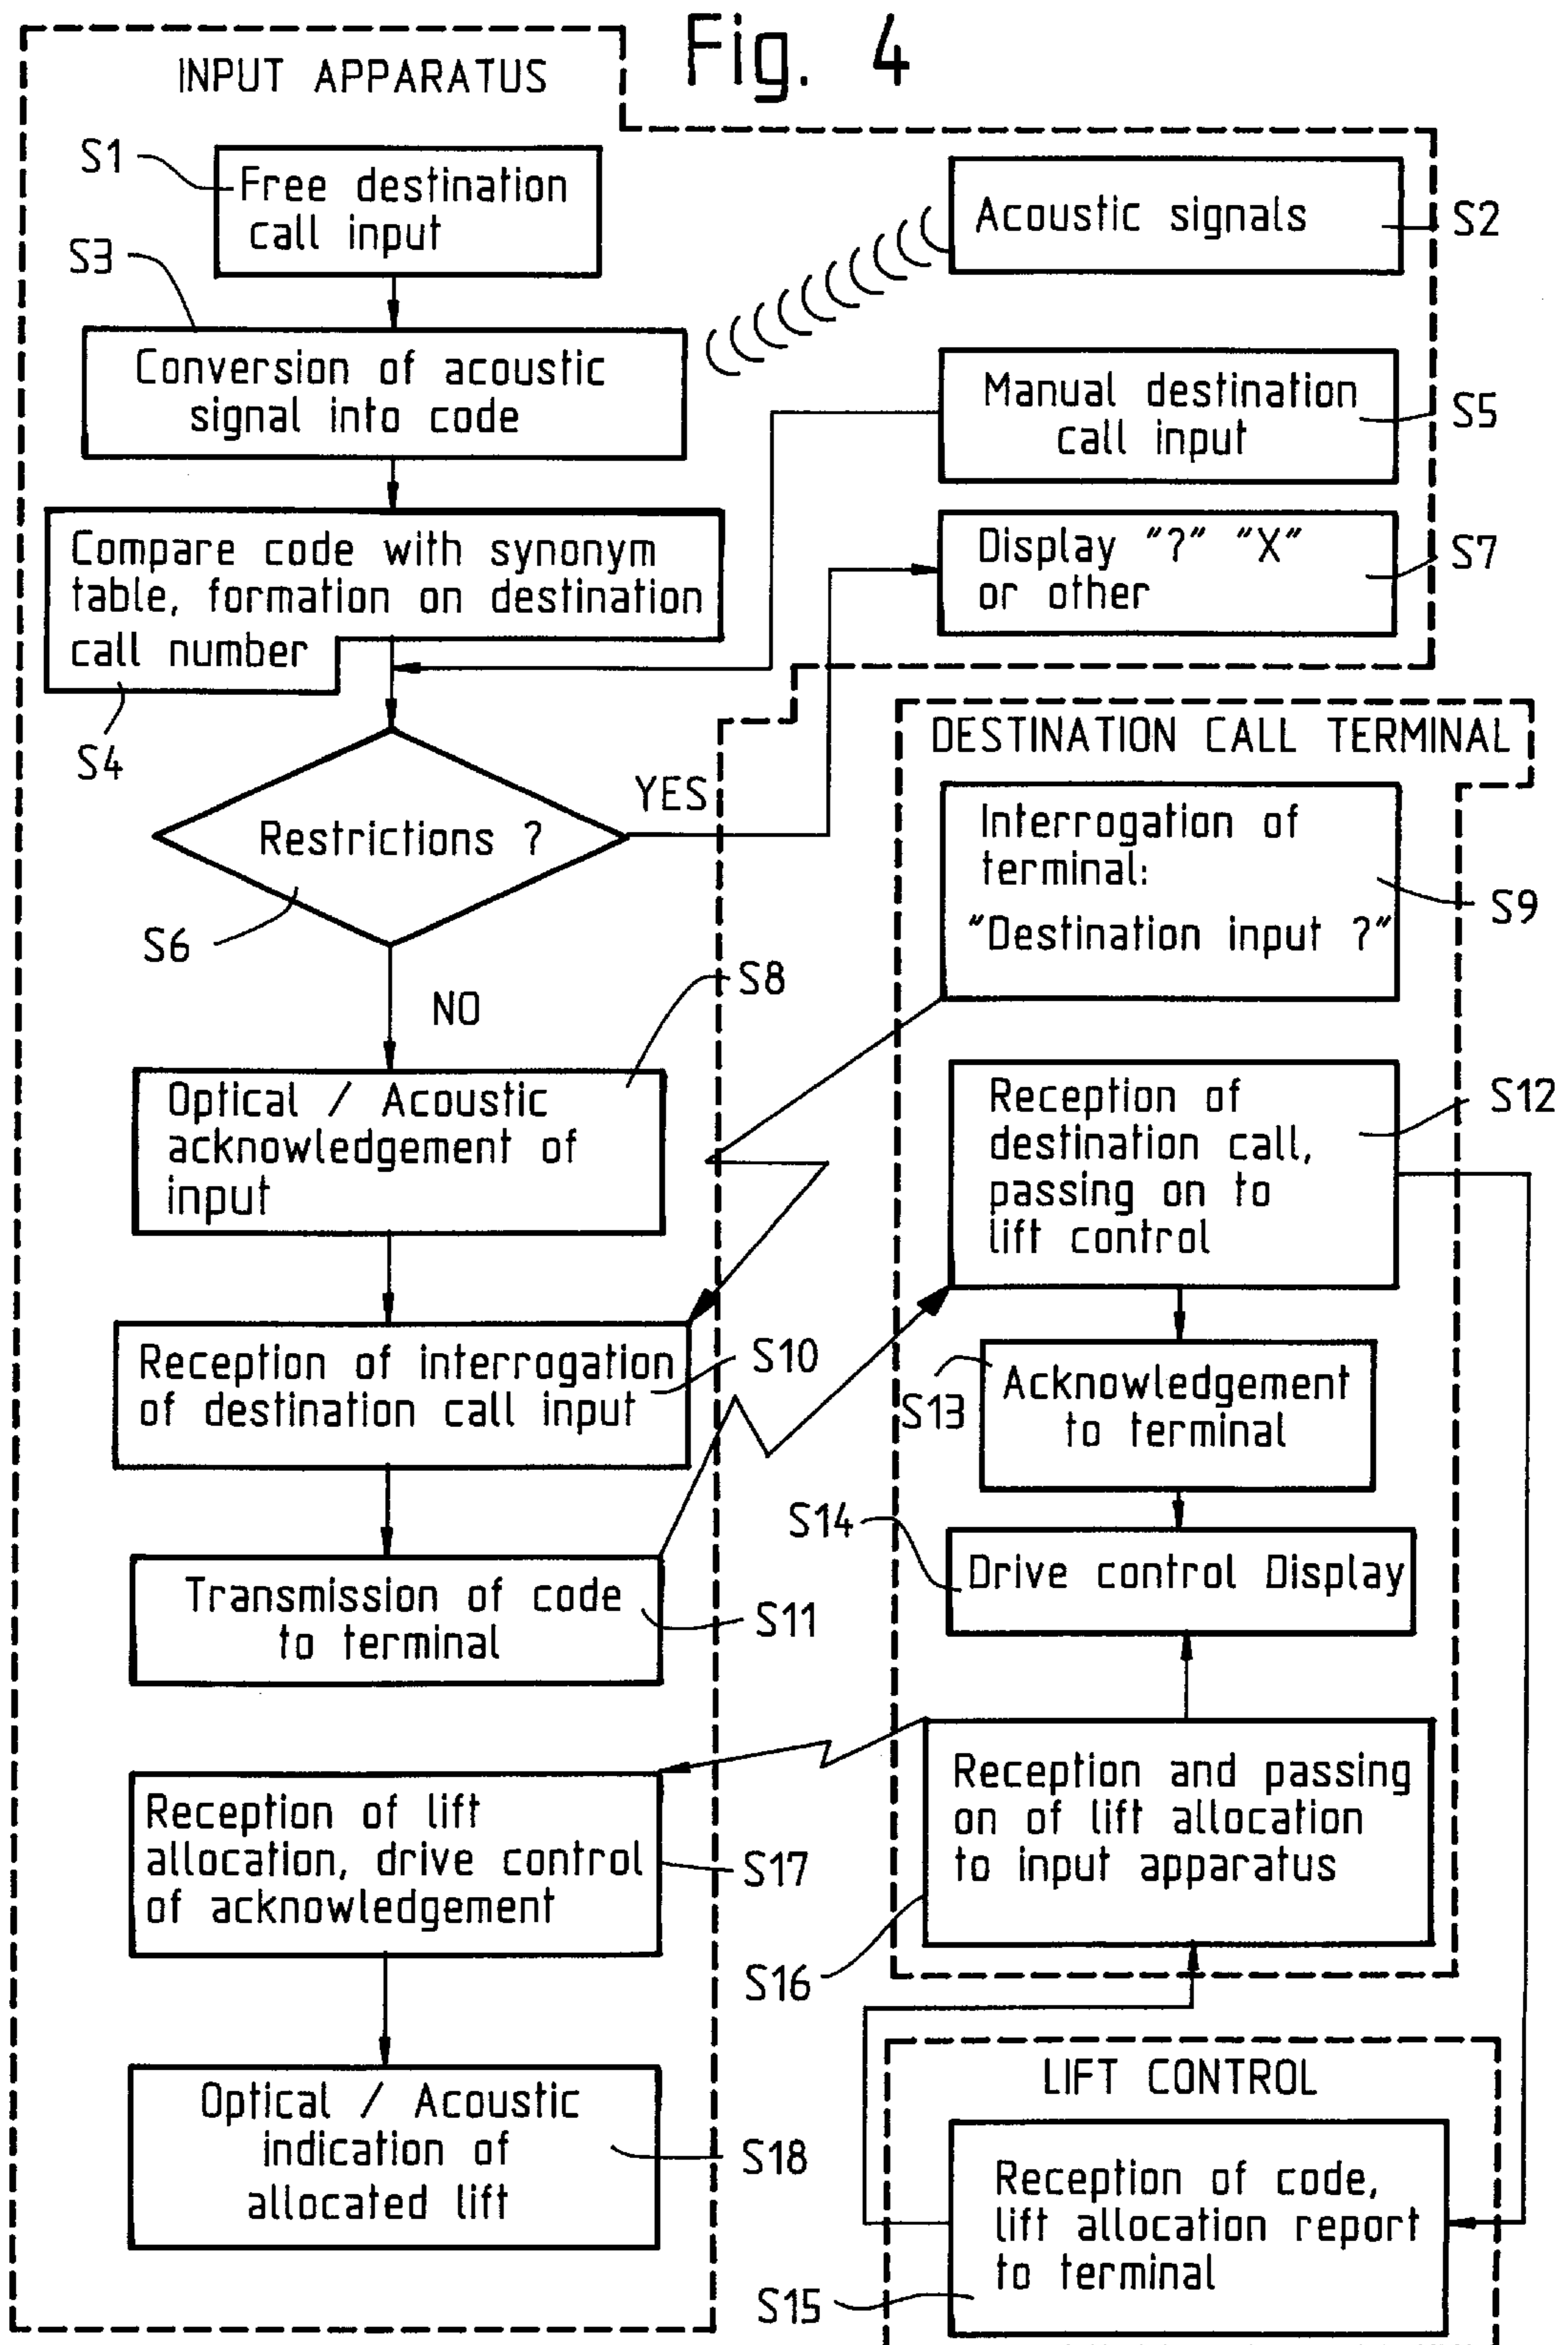 Fig. 4
INPUT APPARATUS
S1
Free destination
call input
Acoustic signals
S2
S3
Conversion of acoustic
signal into code
Manual destination
call input
S5
Compare code with synonym
table, formation on destination
call number
S4
Display "?" "X"
or other
S7
Restrictions ?
YES
S6
NO
DESTINATION CALL TERMINAL
Interrogation of
terminal:
"Destination input ?"
S9
S8
Optical / Acoustic
acknowledgement of
input
Reception of
destination call,
passing on to
lift control
S12
Reception of interrogation
of destination call input
S10
S13
Acknowledgement
to terminal
S14
Drive control Display
Transmission of code
to terminal
S11
Reception and passing
on of lift allocation
to input apparatus
S16
Reception of lift
allocation, drive control
of acknowledgement
S17
Optical / Acoustic
indication of
allocated lift
S18
LIFT CONTROL
Reception of code,
lift allocation report
to terminal
S15